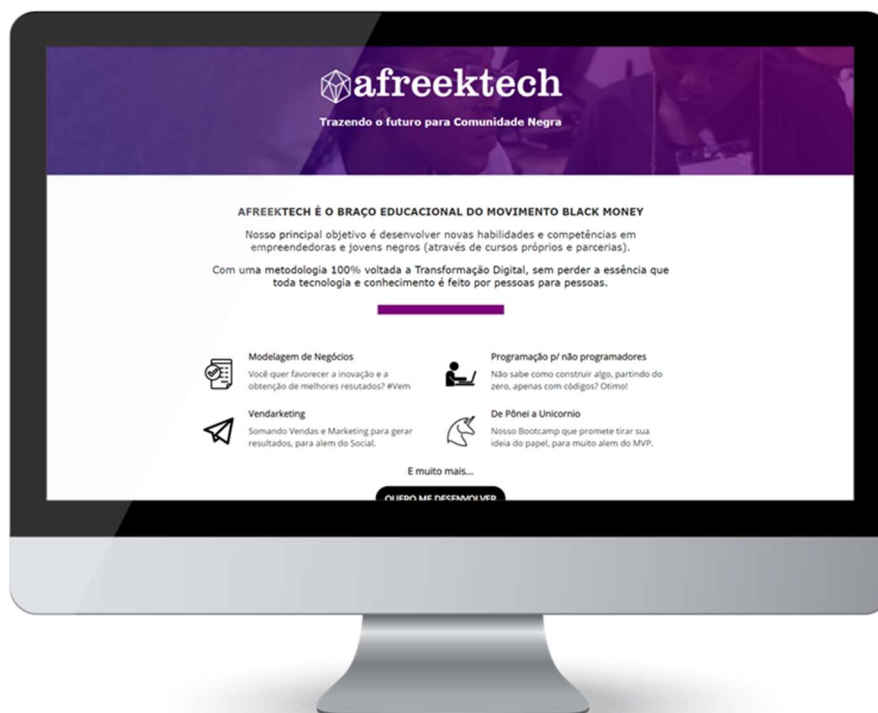 afreektech
Trazendo o futuro para Comunidade Negra
AFREEKTECH É O BRAÇO EDUCACIONAL DO MOVIMENTO BLACK MONEY
Nosso principal objetivo é desenvolver novas habilidades e competências em
empreendedoras e jovens negros (através de cursos próprios e parcerias).
Com uma metodologia 100% voltada a Transformação Digital, sem perder a essência que
toda tecnologia e conhecimento é feito por pessoas para pessoas.
Modelagem de Negócios
Você quer favorecer a inovação e a
obtenção de melhores resutados? #Vem
Programação p/ não programadores
Não sabe como construir algo, partindo do
zero, apenas com códigos? Otimo!
Vendarketing
Somando Vendas e Marketing para gerar
resultados, para alem do Social.
De Pônei a Unicornio
Nosso Bootcamp que promete tirar sua
ideia do papel, para muito alem do MVP.
E muito mais...
QUERO ME DESENVOLVER